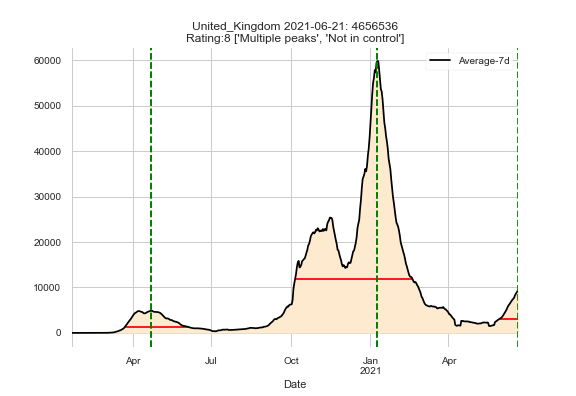 United_Kingdom 2021-06-21: 4656536
Rating:8 ['Multiple peaks', 'Not in control']
Average-7d
60000
50000
40000
30000
20000
10000
0
Apr Jul Oct Jan Apr
2021
Date